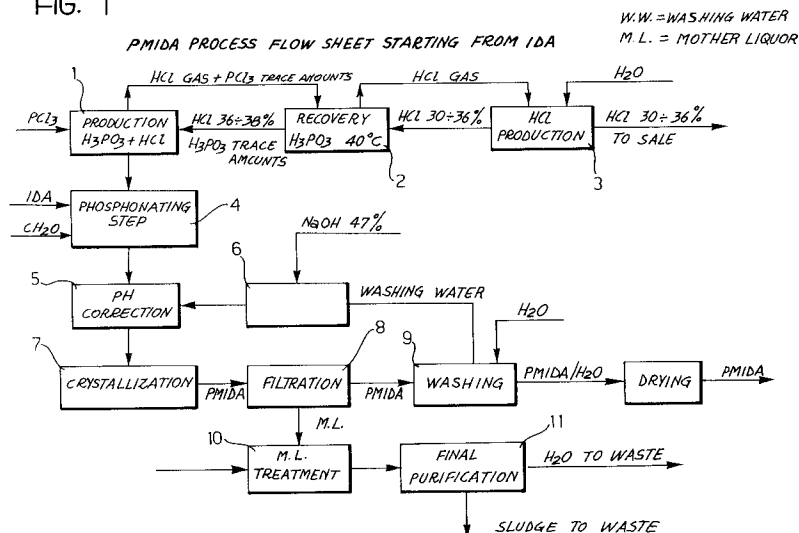 FIG. 1
W.W. = WASHING WATER
M.L. = MOTHER LIQUOR
PMIDA PROCESS FLOW SHEET STARTING FROM IDA
HCl GAS + PCl3 TRACE AMOUNTS
HCl GAS
H2O
1
PCl3
PRODUCTION
H3PO3 + HCl
HCl 36÷38%
H3PO3 TRACE
AMOUNTS
RECOVERY
H3PO3 40°C
2
HCl 30÷36%
HCl
PRODUCTION
3
HCl 30÷36%
TO SALE
IDA
CH2O
PHOSPHONATING
STEP
4
NaOH 47%
5
PH
CORRECTION
6
WASHING WATER
H2O
7
CRYSTALLIZATION
PMIDA
8
FILTRATION
PMIDA
9
WASHING
PMIDA/H2O
DRYING
PMIDA
M.L.
10
M.L.
TREATMENT
11
FINAL
PURIFICATION
H2O TO WASTE
SLUDGE TO WASTE